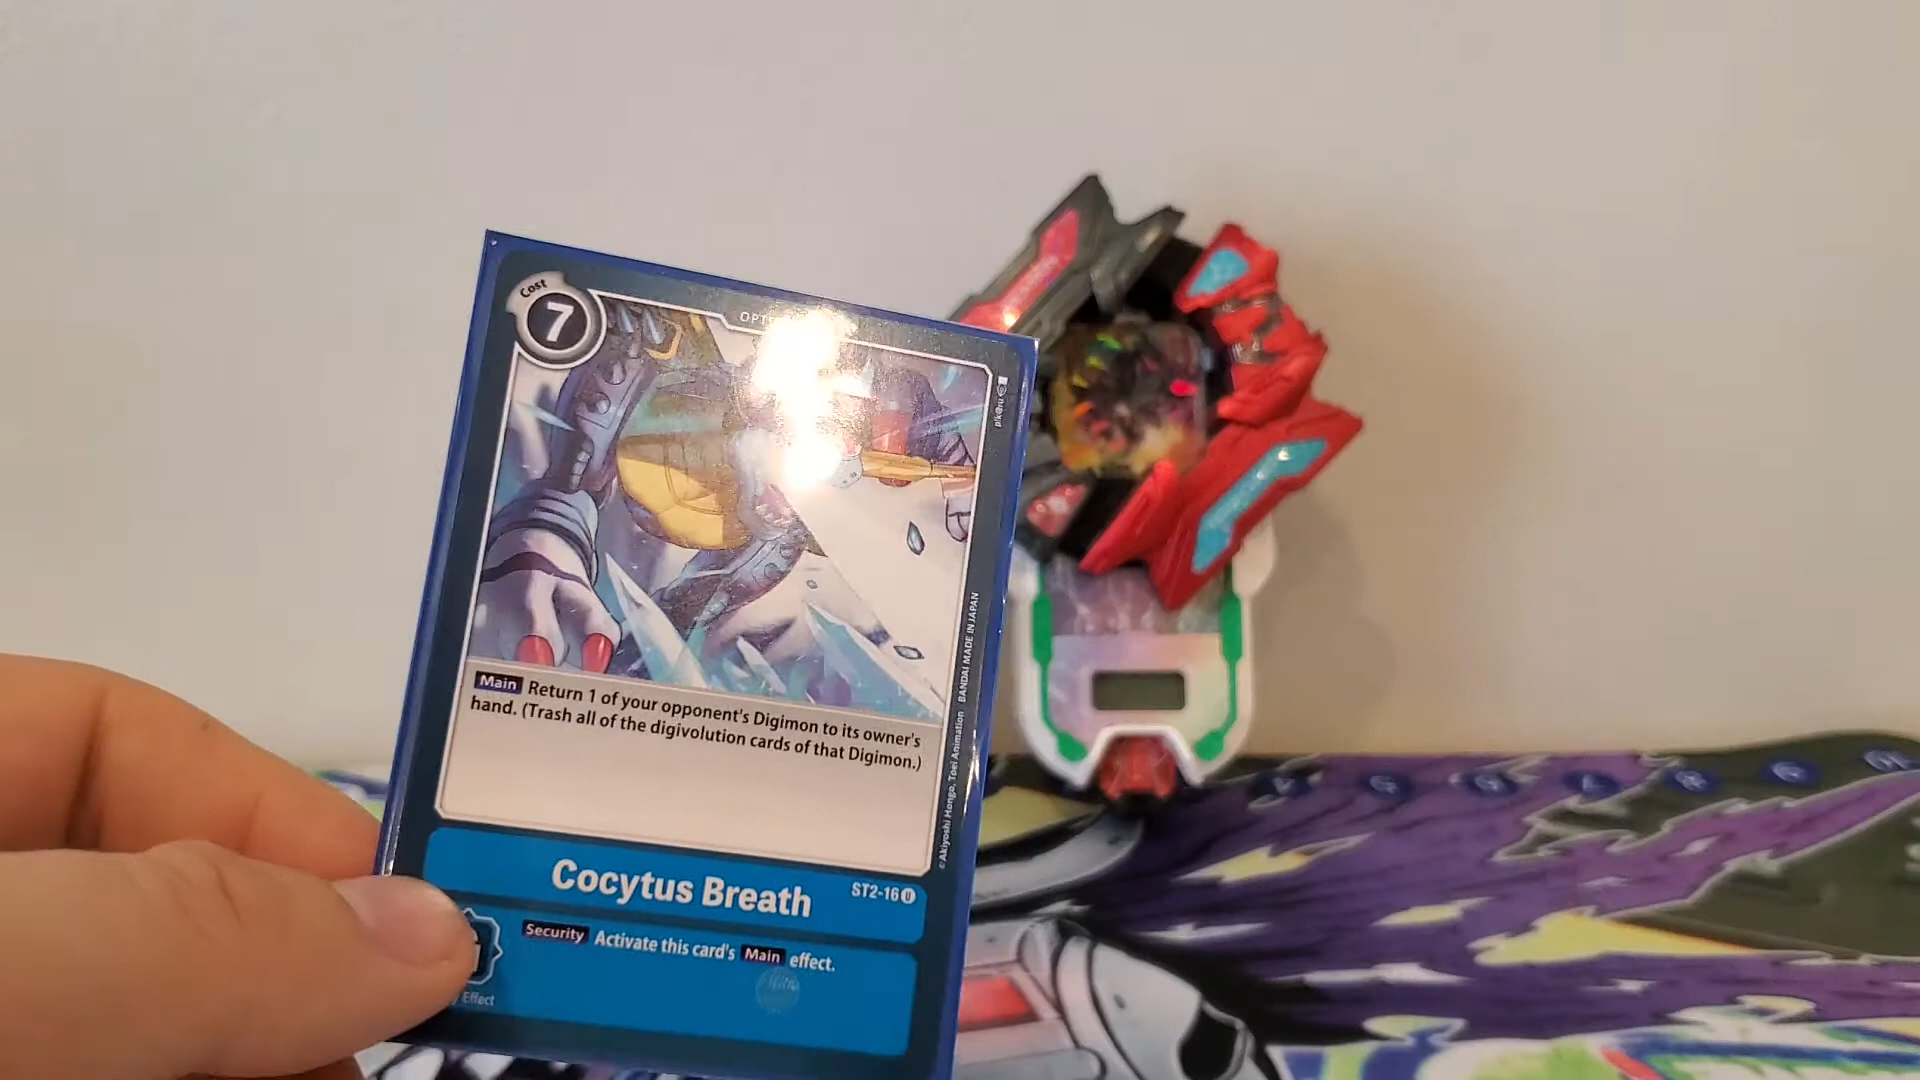 Cost
7
Main Return 1 of your opponent's Digimon to its owner's
hand. (Trash all of the digivolution cards of that Digimon.)
©Akiyoshi Hongo, Toei Animation BANDAI MADE IN JAPAN
Cocytus Breath
ST2-16 U
Security Activate this card's Main effect.
Effect